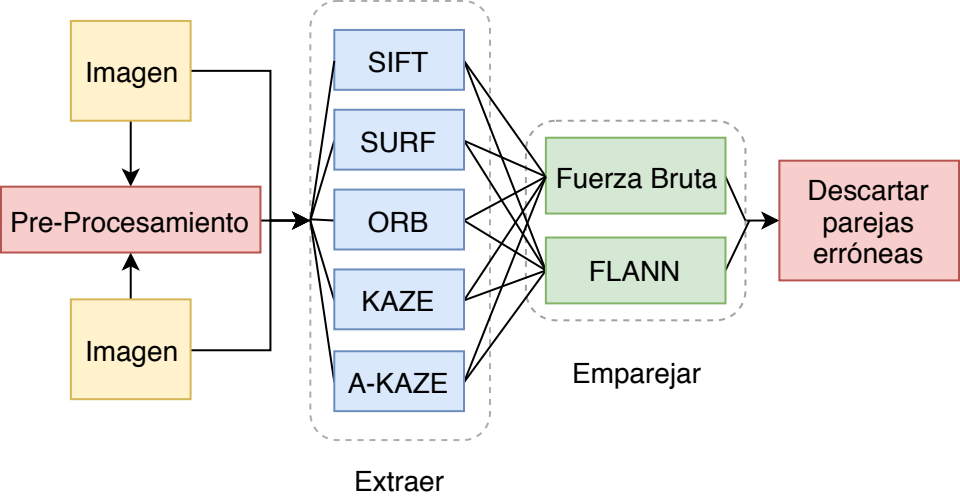 Imagen
Pre-Procesamiento
Imagen
SIFT
SURF
ORB
KAZE
A-KAZE
Extraer
Fuerza Bruta
FLANN
Emparejar
Descartar
parejas
erróneas